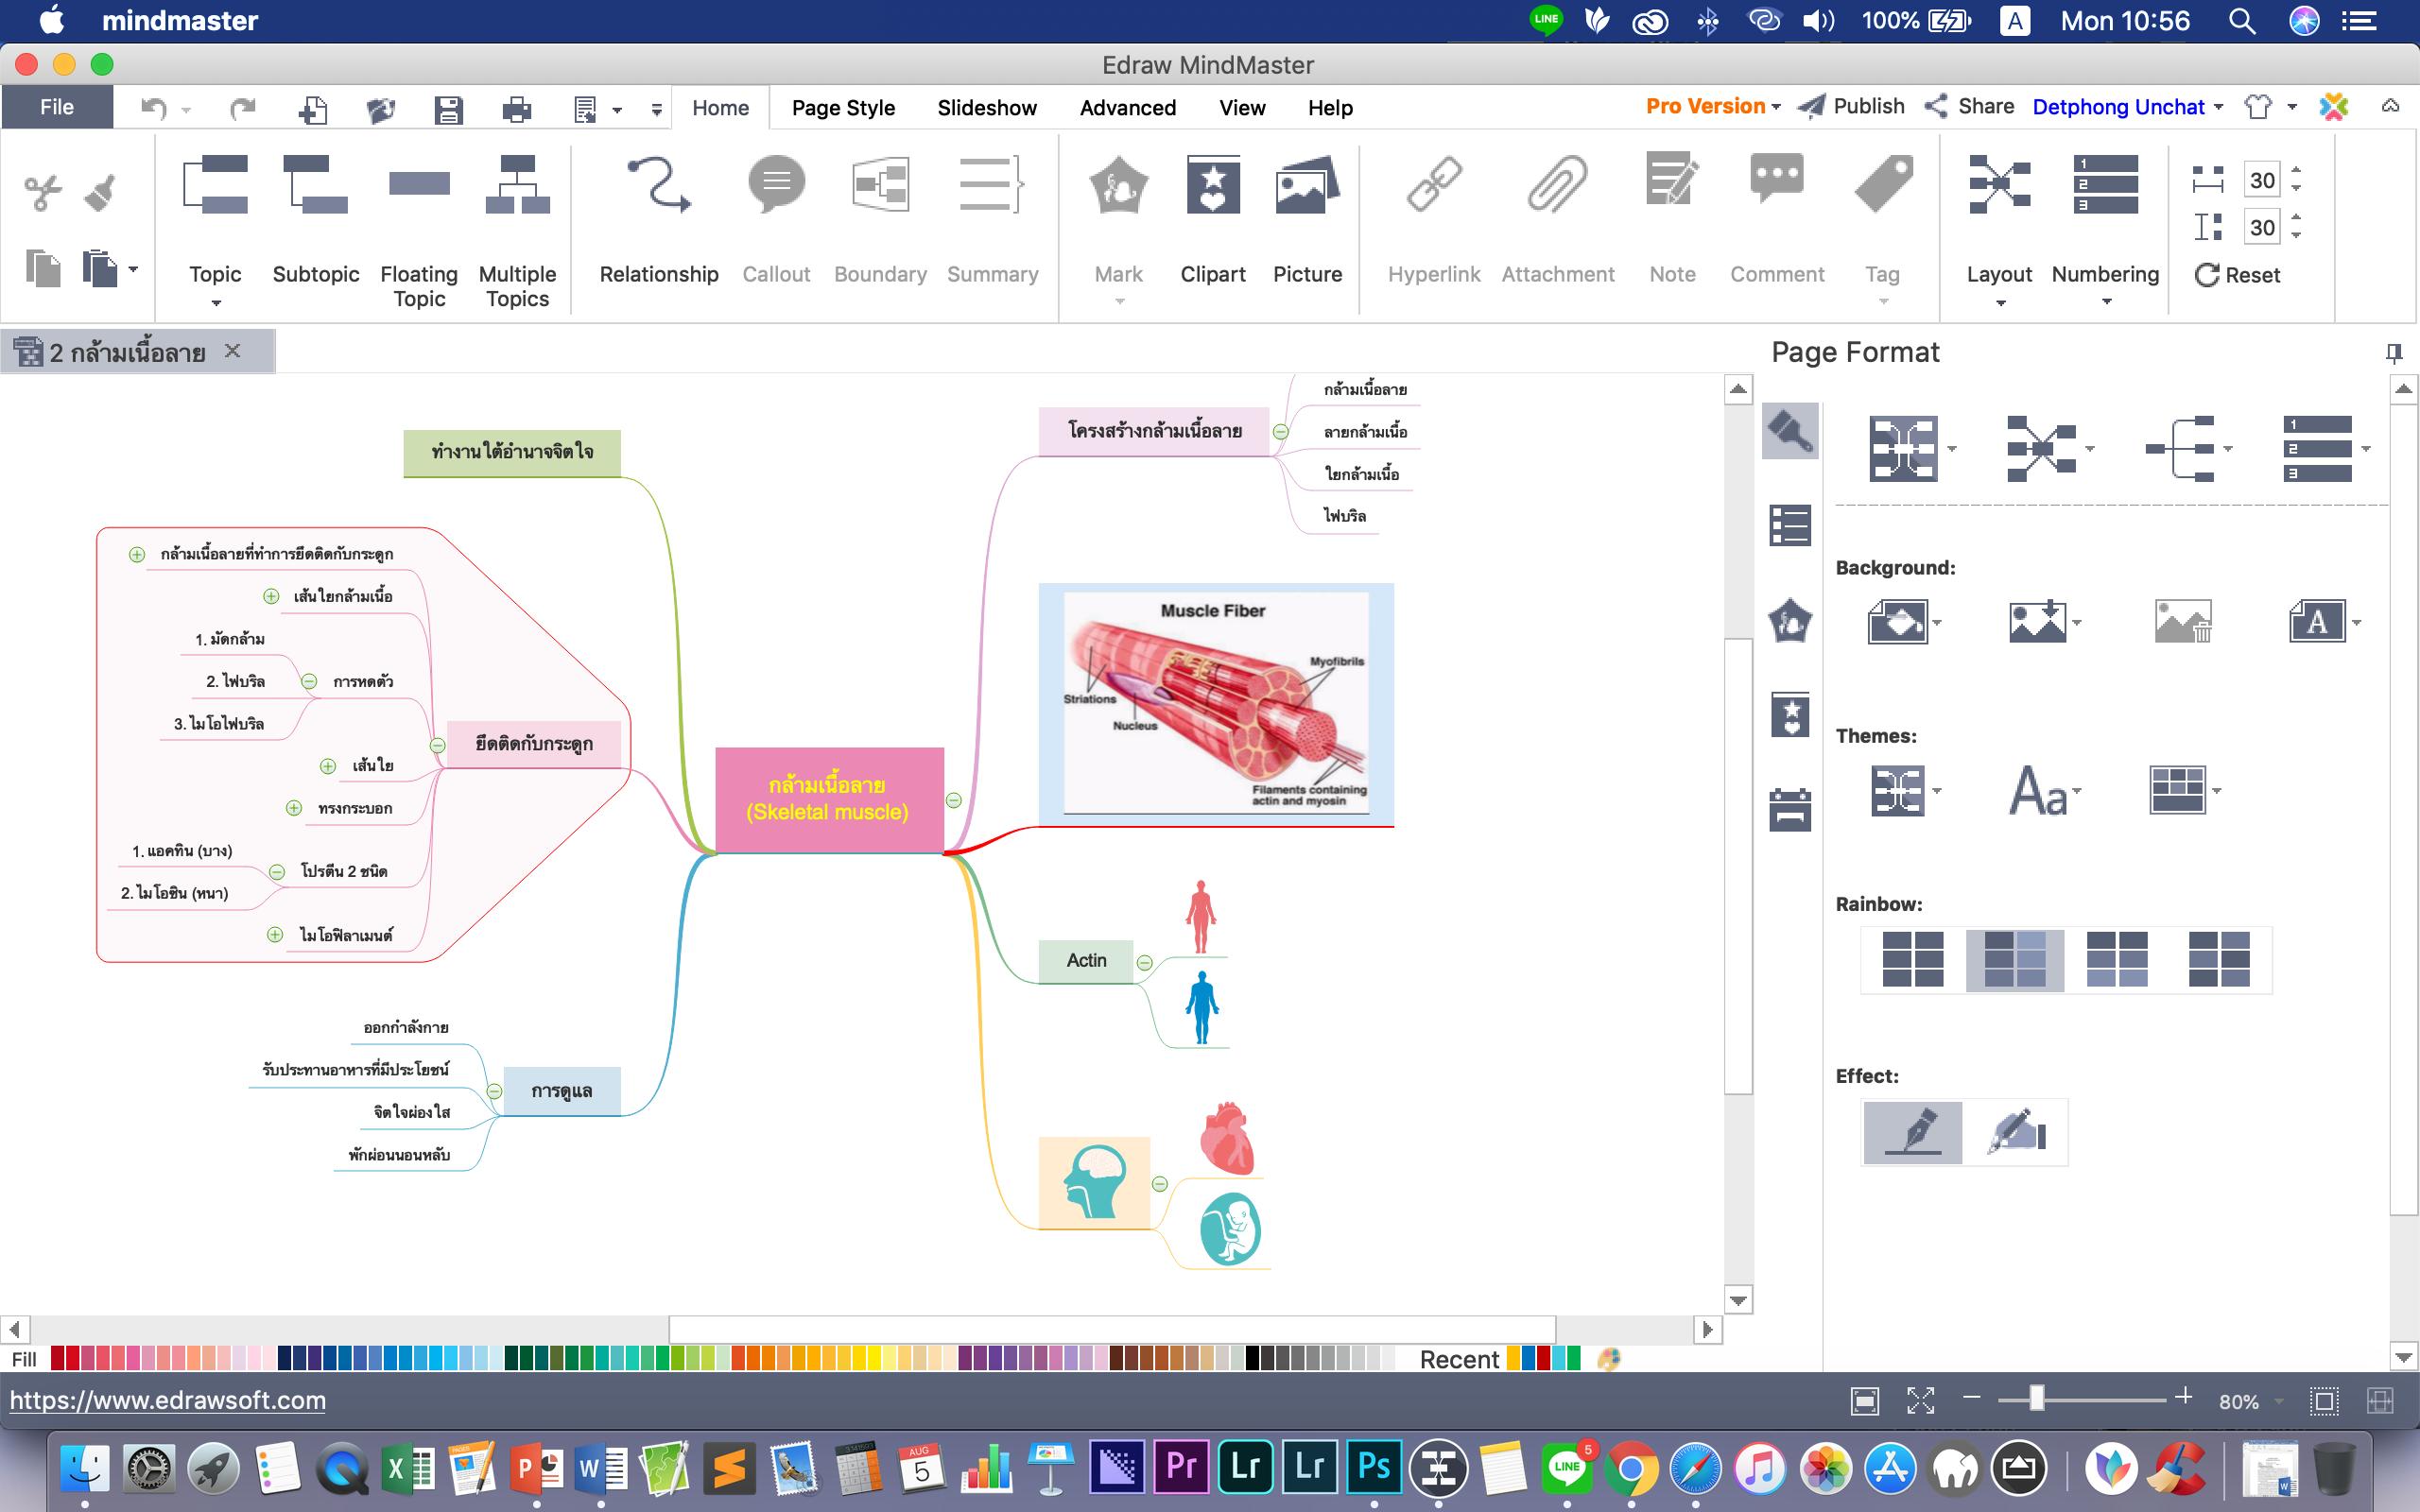 mindmaster
LINE
100%
A
Mon 10:56
Edraw MindMaster
File
Home
Page Style
Slideshow
Advanced
View
Help
Pro Version
Publish
Share
Detphong Unchat
Topic
Subtopic
Floating Topic
Multiple Topics
Relationship
Callout
Boundary
Summary
Mark
Clipart
Picture
Hyperlink
Attachment
Note
Comment
Tag
Layout
1
2
3
Numbering
30
30
Reset
2 กล้ามเนื้อลาย
Page Format
ทำงานใต้อำนาจจิตใจ
กล้ามเนื้อลายที่ทำการยึดติดกับกระดูก
เส้นใยกล้ามเนื้อ
1. มัดกล้าม
2. ไฟบริล
3. ไมโอไฟบริล
การหดตัว
ยึดติดกับกระดูก
เส้นใย
ทรงกระบอก
1. แอคทิน (บาง)
2. ไมโอซิน (หนา)
โปรตีน 2 ชนิด
ไมโอฟิลาเมนต์
ออกกำลังกาย
รับประทานอาหารที่มีประโยชน์
จิตใจผ่องใส
พักผ่อนนอนหลับ
การดูแล
กล้ามเนื้อลาย
(Skeletal muscle)
โครงสร้างกล้ามเนื้อลาย
กล้ามเนื้อลาย
ลายกล้ามเนื้อ
ใยกล้ามเนื้อ
ไฟบริล
Muscle Fiber
Myofibrils
Striations
Nucleus
Filaments containing
actin and myosin
Actin
1
2
3
Background:
A
Themes:
Aa
Rainbow:
Effect:
Fill
Recent
https://www.edrawsoft.com
80%
X
PAGES
P
W
AUG
5
Pr
Lr
Lr
Ps
LINE
5
W